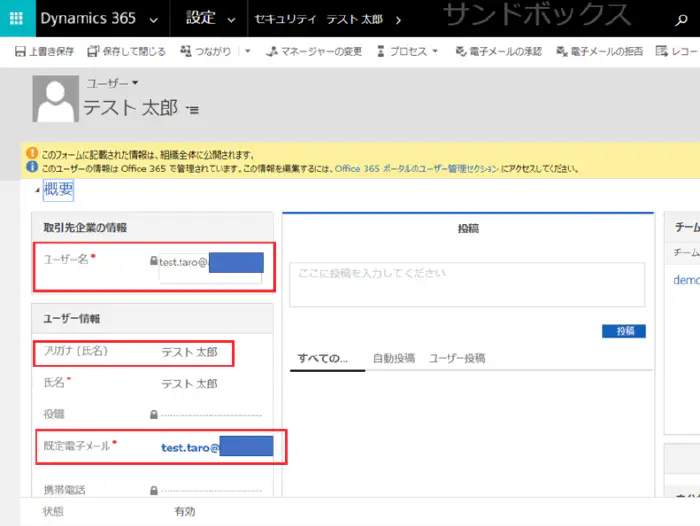 Dynamics 365 設定 セキュリティ テスト 太郎 サンドボックス
上書き保存 保存して閉じる つながり マネージャーの変更 プロセス 電子メールの承認 電子メールの拒否 レコー
ユーザー
テスト 太郎
このフォームに記載された情報は、組織全体に公開されます。
このユーザーの情報は Office 365 で管理されています。この情報を編集するには、Office 365 ポータルのユーザー管理セクション にアクセスしてください。
概要
取引先企業の情報
ユーザー名* test.taro@
ユーザー情報
フリガナ (氏名) テスト 太郎
氏名* テスト 太郎
役職
既定電子メール* test.taro@
携帯電話
状態 有効
投稿
ここに投稿を入力してください
投稿
すべての... 自動投稿 ユーザー投稿
チーム
チーム
demo